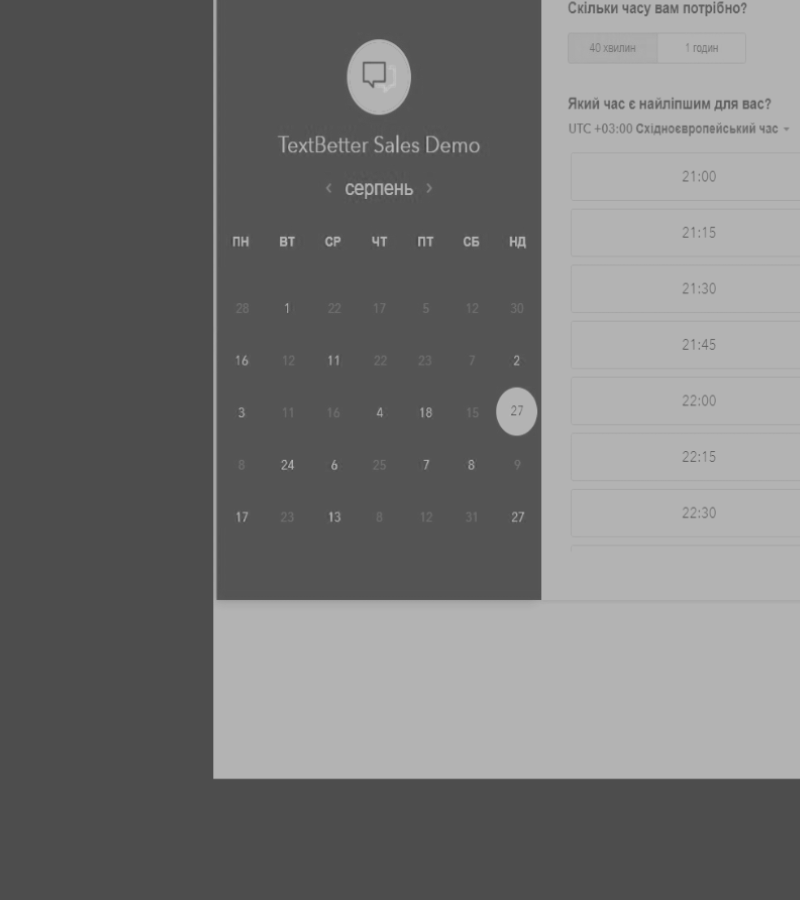 TextBetter Sales Demo
‹ серпень ›
ПН ВТ СР ЧТ ПТ СБ НД
28 1 22 17 5 12 30
16 12 11 22 23 7 2
3 11 16 4 18 15 27
8 24 6 25 7 8 9
17 23 13 8 12 31 27
Скільки часу вам потрібно?
40 хвилин 1 годин
Який час є найліпшим для вас?
UTC +03:00 Східноєвропейський час
21:00
21:15
21:30
21:45
22:00
22:15
22:30